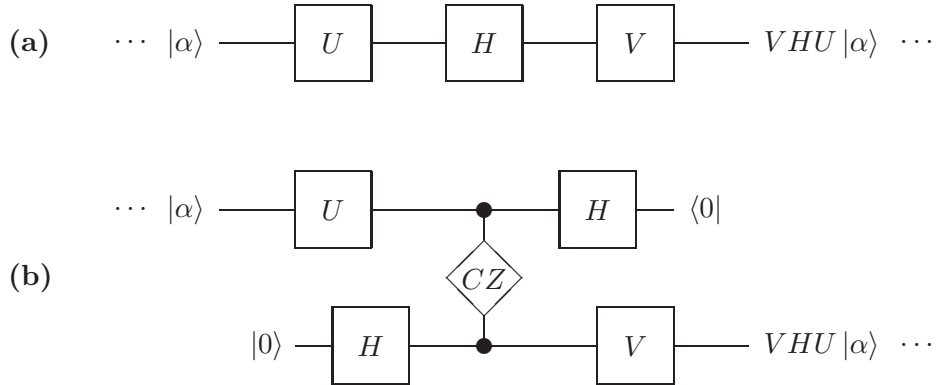 (a) ⋯ |α⟩ U H V VHU |α⟩ ⋯
⋯ |α⟩ U H ⟨0|
(b) CZ
|0⟩ H V VHU |α⟩ ⋯